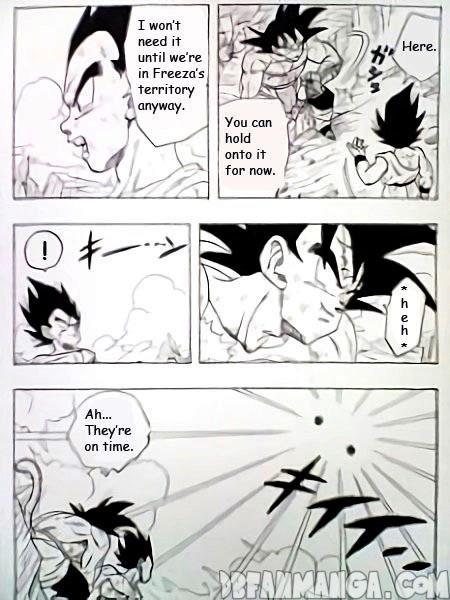 Here.
You can
hold
onto it
for now.
I won't
need it
until we're
in Freeza's
territory
anyway.
*
h
e
h
*
!
Ah...
They're
on time.
DBFANMANGA.COM